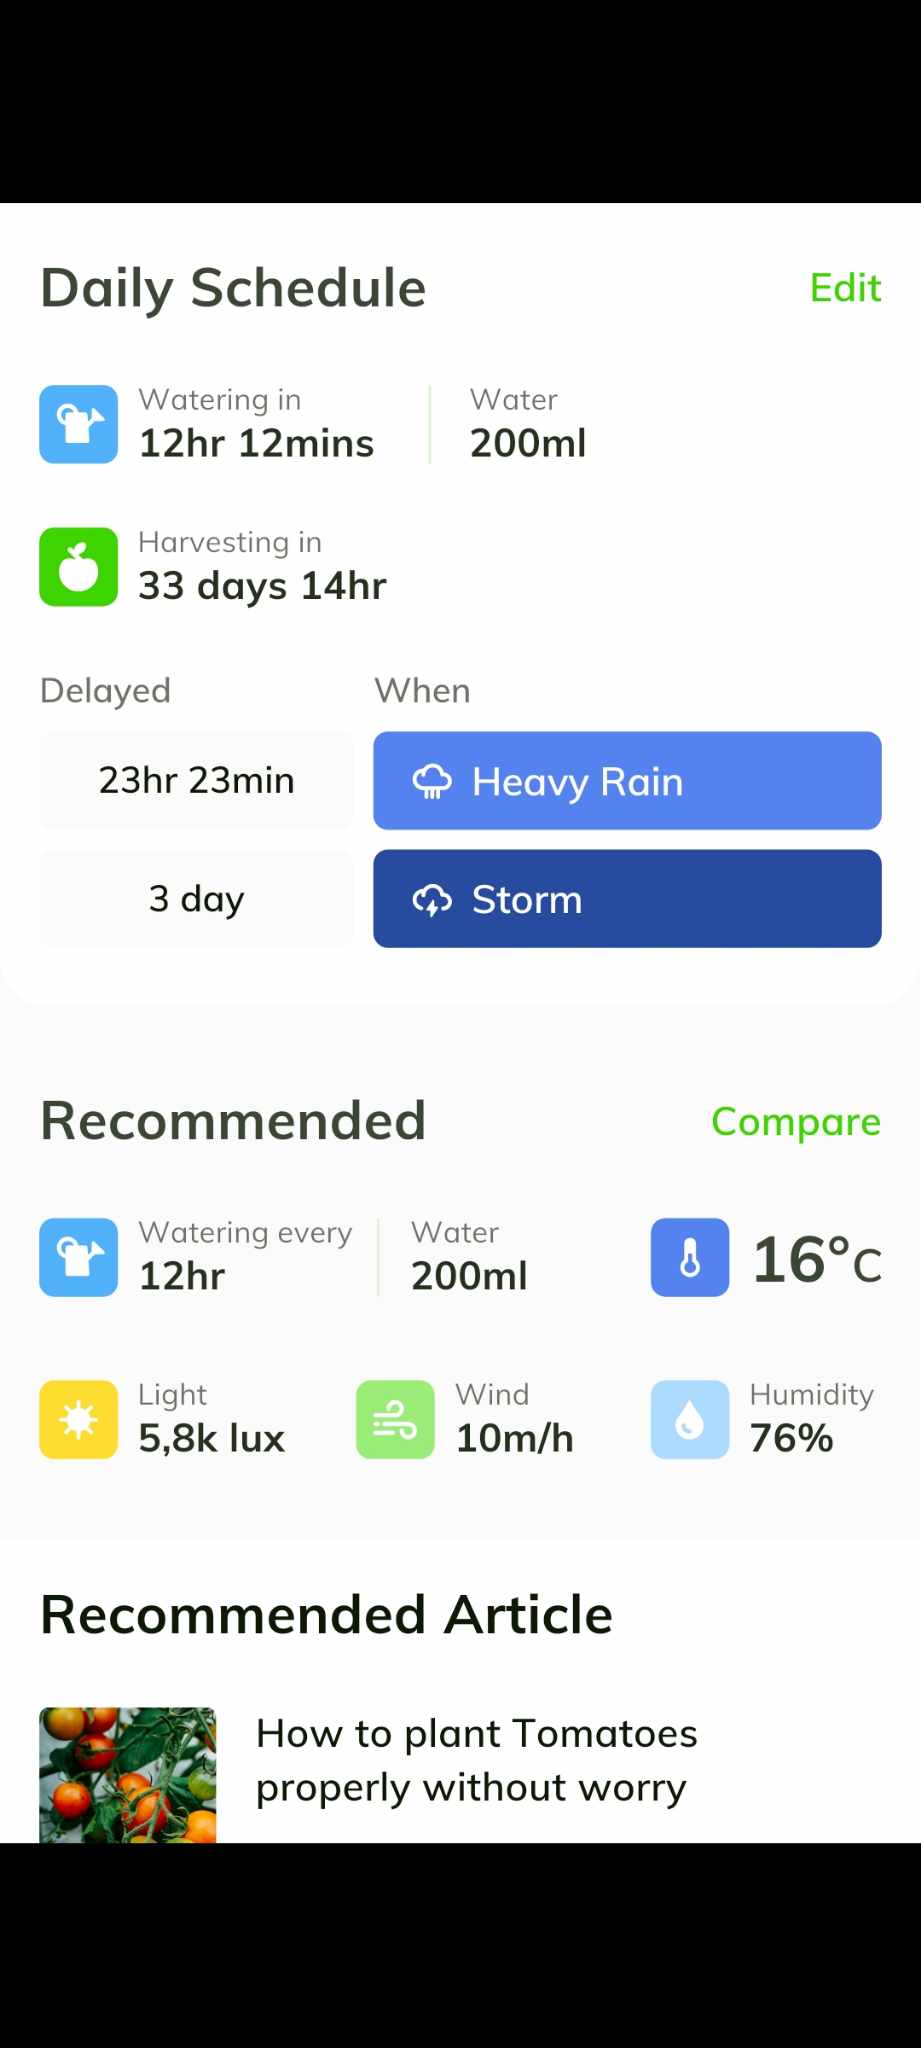 Daily Schedule
Edit
Watering in
12hr 12mins
Water
200ml
Harvesting in
33 days 14hr
Delayed
When
23hr 23min
Heavy Rain
3 day
Storm
Recommended
Compare
Watering every
12hr
Water
200ml
16°C
Light
5,8k lux
Wind
10m/h
Humidity
76%
Recommended Article
How to plant Tomatoes
properly without worry